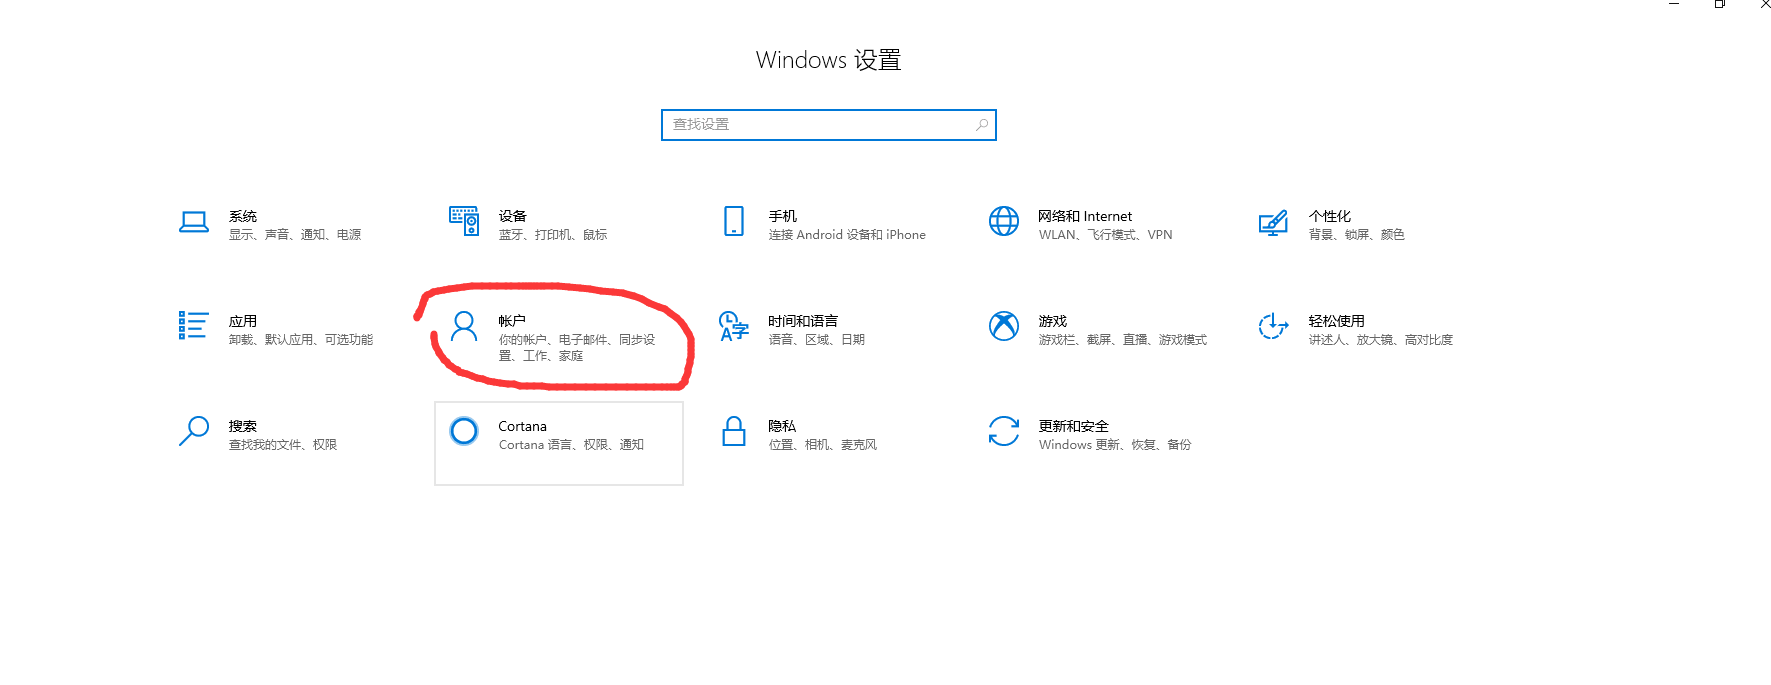 Windows 设置
查找设置
系统
显示、声音、通知、电源
设备
蓝牙、打印机、鼠标
手机
连接 Android 设备和 iPhone
网络和 Internet
WLAN、飞行模式、VPN
个性化
背景、锁屏、颜色
应用
卸载、默认应用、可选功能
帐户
你的帐户、电子邮件、同步设
置、工作、家庭
时间和语言
语音、区域、日期
游戏
游戏栏、截屏、直播、游戏模式
轻松使用
讲述人、放大镜、高对比度
搜索
查找我的文件、权限
Cortana
Cortana 语言、权限、通知
隐私
位置、相机、麦克风
更新和安全
Windows 更新、恢复、备份